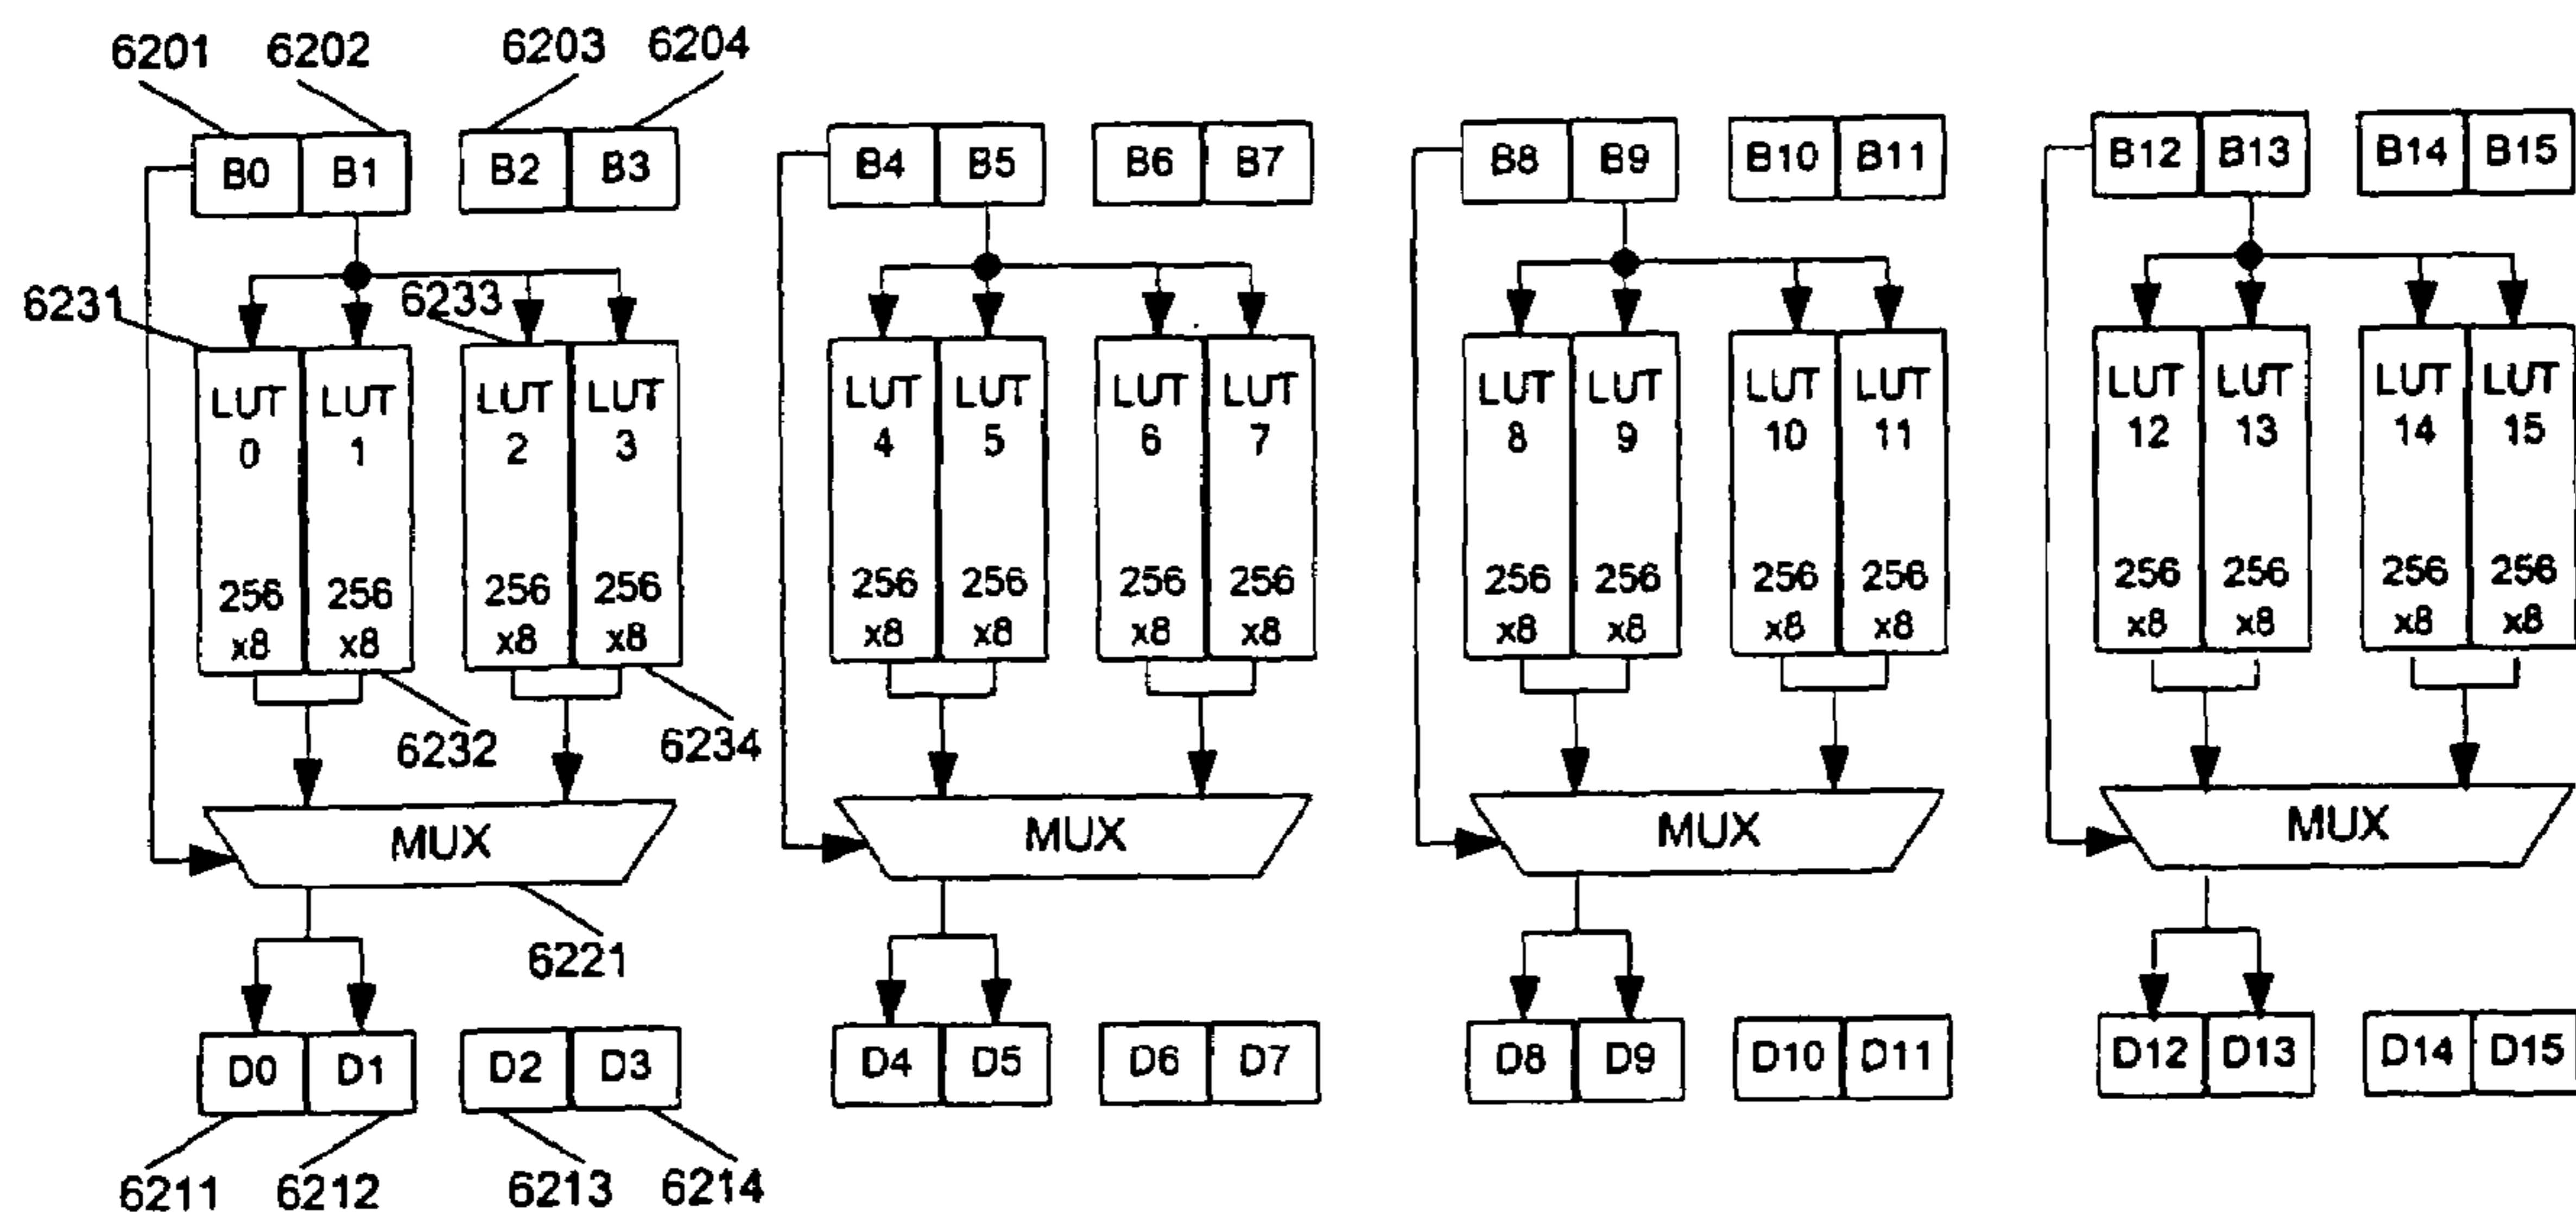 6201 6202 6203 6204
B0 B1 B2 B3 B4 B5 B6 B7 B8 B9 B10 B11 B12 B13 B14 B15
6231 6233
LUT LUT LUT LUT LUT LUT LUT LUT LUT LUT LUT LUT LUT LUT LUT LUT
0 1 2 3 4 5 6 7 8 9 10 11 12 13 14 15
256 256 256 256 256 256 256 256 256 256 256 256 256 256 256 256
x8 x8 x8 x8 x8 x8 x8 x8 x8 x8 x8 x8 x8 x8 x8 x8
6232 6234
MUX MUX MUX MUX
6221
D0 D1 D2 D3 D4 D5 D6 D7 D8 D9 D10 D11 D12 D13 D14 D15
6211 6212 6213 6214